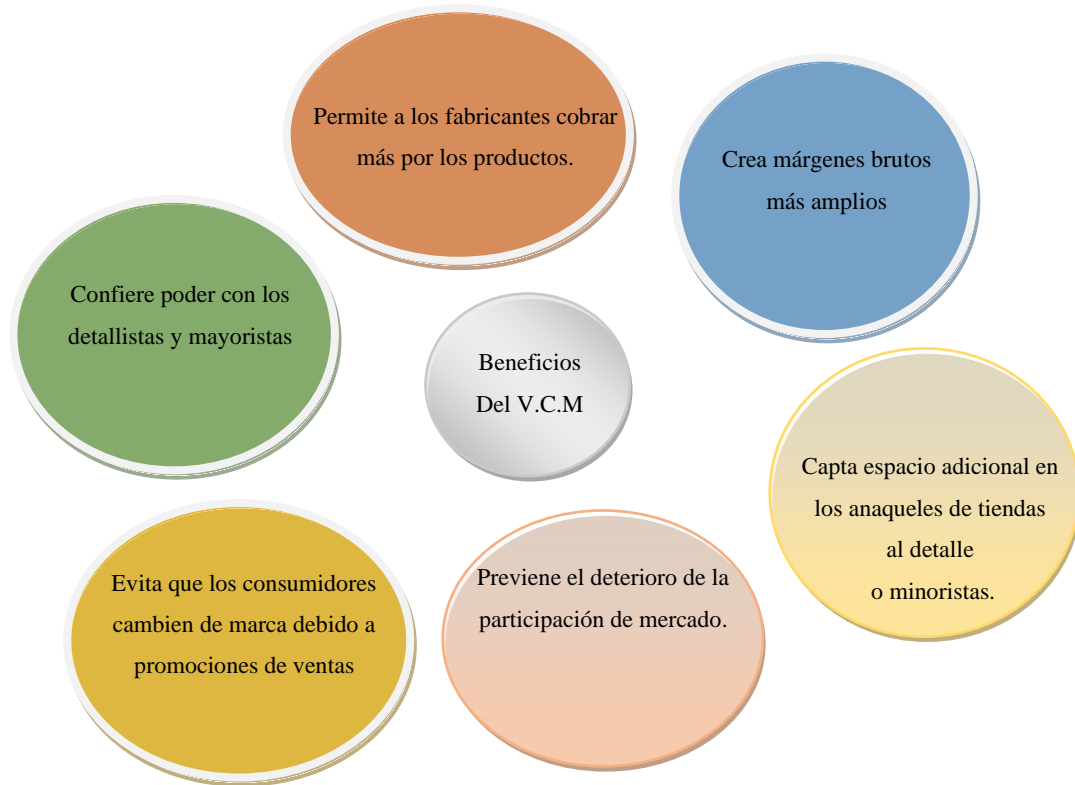 Permite a los fabricantes cobrar
más por los productos.
Crea márgenes brutos
más amplios
Confiere poder con los
detallistas y mayoristas
Beneficios
Del V.C.M
Capta espacio adicional en
los anaqueles de tiendas
al detalle
o minoristas.
Evita que los consumidores
cambien de marca debido a
promociones de ventas
Previene el deterioro de la
participación de mercado.